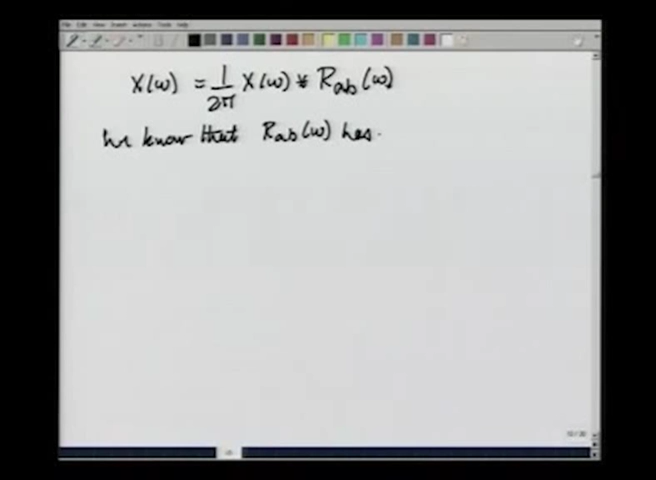 X(ω) = 1/2π X(ω) * Rab(ω)
We know that Rab(ω) has.